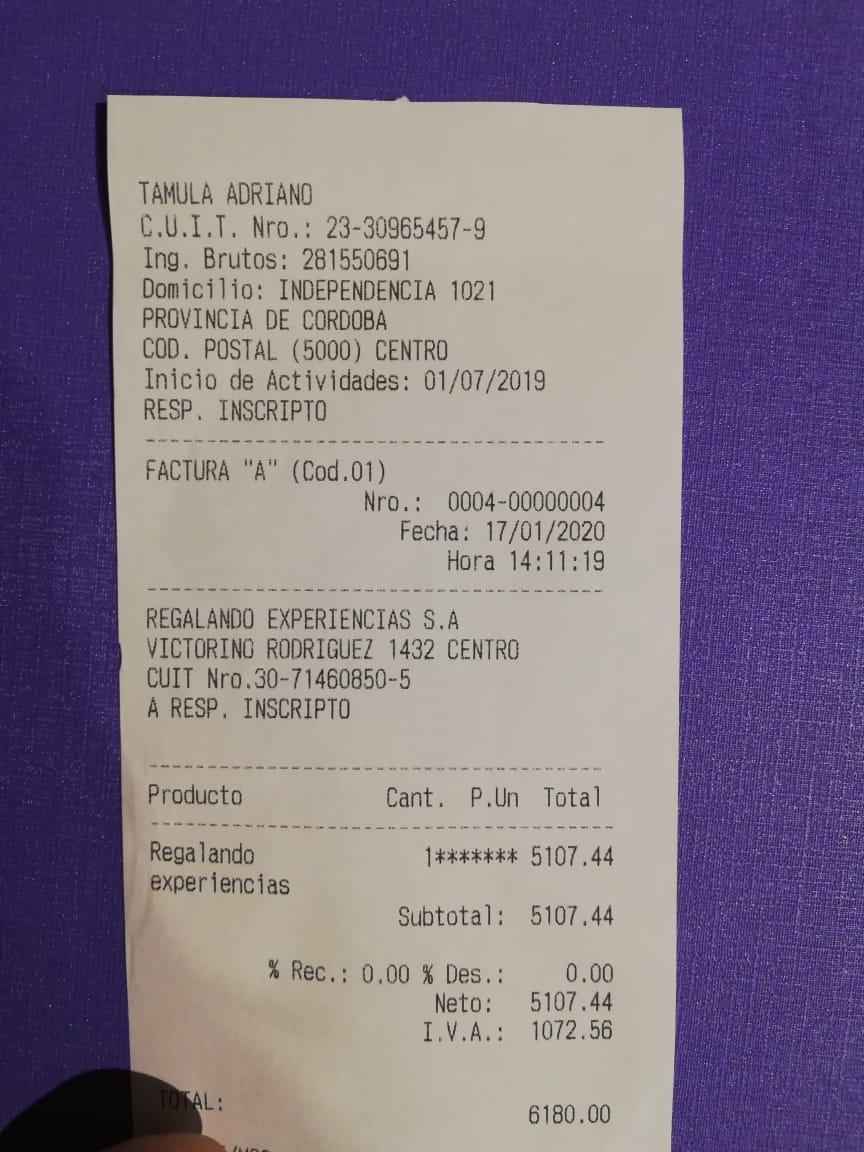 TAMULA ADRIANO
C.U.I.T. Nro.: 23-30965457-9
Ing. Brutos: 281550691
Domicilio: INDEPENDENCIA 1021
PROVINCIA DE CORDOBA
COD. POSTAL (5000) CENTRO
Inicio de Actividades: 01/07/2019
RESP. INSCRIPTO
FACTURA "A" (Cod.01)
Nro.: 0004-00000004
Fecha: 17/01/2020
Hora 14:11:19
REGALANDO EXPERIENCIAS S.A
VICTORINO RODRIGUEZ 1432 CENTRO
CUIT Nro.30-71460850-5
A RESP. INSCRIPTO
Producto Cant. P.Un Total
Regalando 1******* 5107.44
experiencias
Subtotal: 5107.44
% Rec.: 0.00 % Des.: 0.00
Neto: 5107.44
I.V.A.: 1072.56
TOTAL: 6180.00